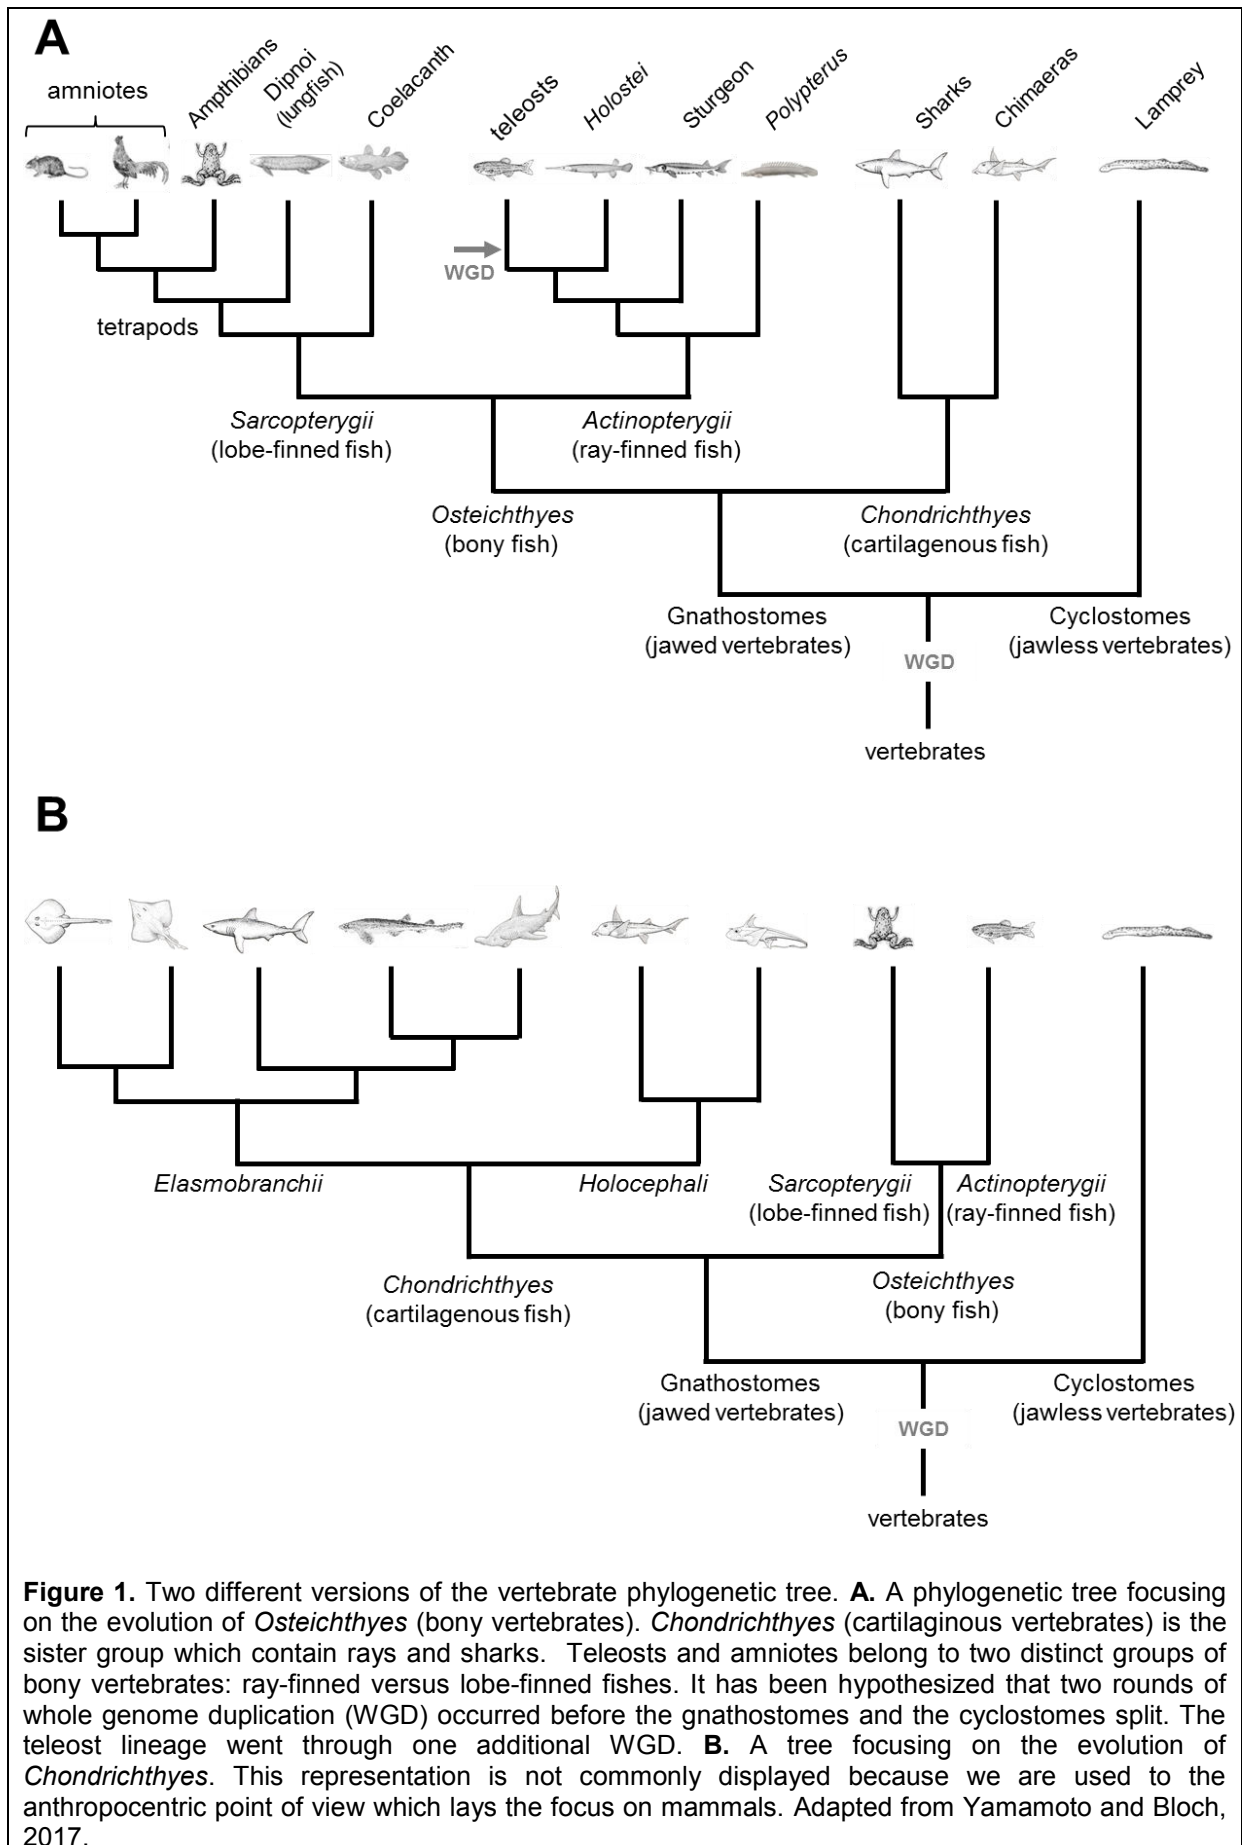 A
amniotes
Ampthibians
Dipnoi
(lungfish)
Coelacanth
teleosts
Holostei
Sturgeon
Polypterus
Sharks
Chimaeras
Lamprey
WGD
tetrapods
Sarcopterygii
(lobe-finned fish)
Actinopterygii
(ray-finned fish)
Osteichthyes
(bony fish)
Chondrichthyes
(cartilagenous fish)
Gnathostomes
(jawed vertebrates)
Cyclostomes
(jawless vertebrates)
WGD
vertebrates
B
Elasmobranchii
Holocephali
Sarcopterygii
(lobe-finned fish)
Actinopterygii
(ray-finned fish)
Chondrichthyes
(cartilagenous fish)
Osteichthyes
(bony fish)
Gnathostomes
(jawed vertebrates)
Cyclostomes
(jawless vertebrates)
WGD
vertebrates
Figure 1. Two different versions of the vertebrate phylogenetic tree. A. A phylogenetic tree focusing
on the evolution of Osteichthyes (bony vertebrates). Chondrichthyes (cartilaginous vertebrates) is the
sister group which contain rays and sharks. Teleosts and amniotes belong to two distinct groups of
bony vertebrates: ray-finned versus lobe-finned fishes. It has been hypothesized that two rounds of
whole genome duplication (WGD) occurred before the gnathostomes and the cyclostomes split. The
teleost lineage went through one additional WGD. B. A tree focusing on the evolution of
Chondrichthyes. This representation is not commonly displayed because we are used to the
anthropocentric point of view which lays the focus on mammals. Adapted from Yamamoto and Bloch,
2017.